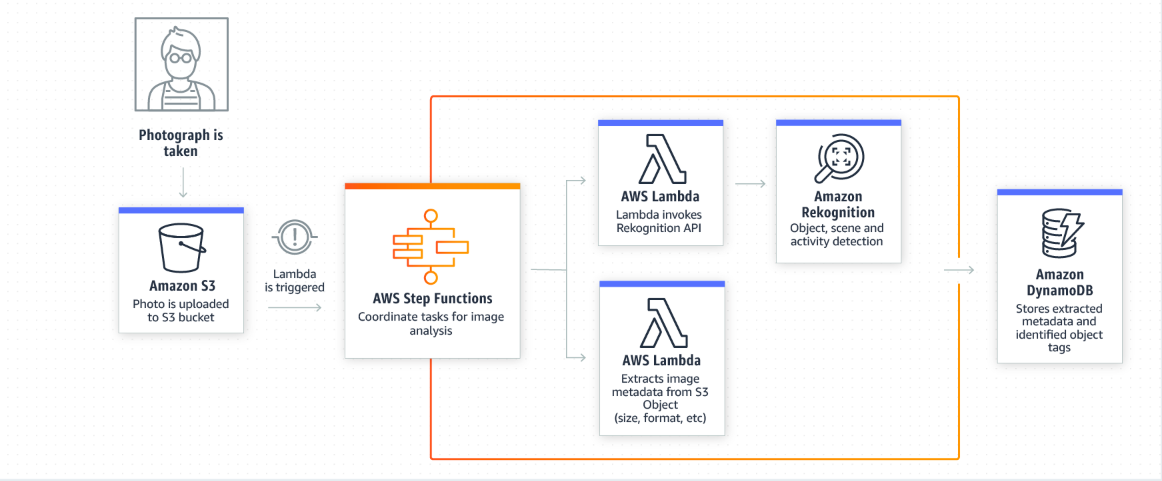 Photograph is
taken
Amazon S3
Photo is uploaded
to S3 bucket
Lambda
is triggered
AWS Step Functions
Coordinate tasks for image
analysis
AWS Lambda
Lambda invokes
Rekognition API
Amazon
Rekognition
Object, scene and
activity detection
AWS Lambda
Extracts image
metadata from S3
Object
(size, format, etc)
Amazon
DynamoDB
Stores extracted
metadata and
identified object
tags